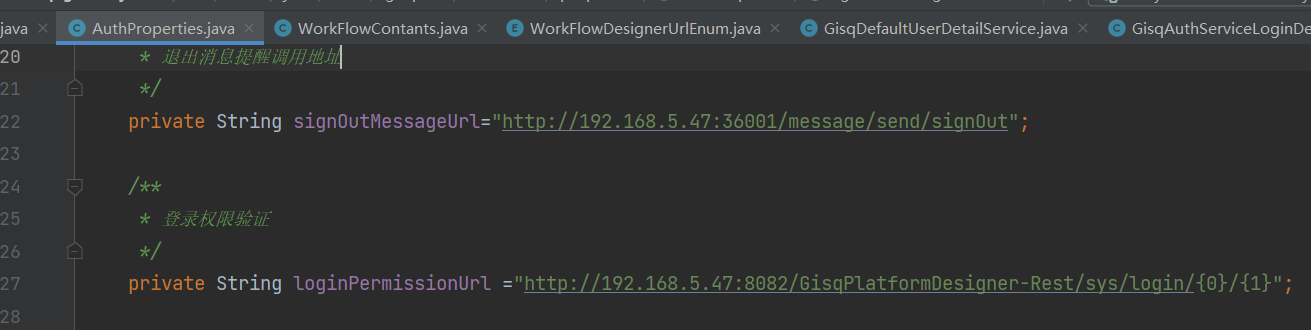 java AuthProperties.java WorkFlowContants.java WorkFlowDesignerUrlEnum.java GisqDefaultUserDetailService.java GisqAuthServiceLoginDe
20 * 退出消息提醒调用地址
21 */
22 private String signOutMessageUrl="http://192.168.5.47:36001/message/send/signOut";
23
24 /**
25 * 登录权限验证
26 */
27 private String loginPermissionUrl ="http://192.168.5.47:8082/GisqPlatformDesigner-Rest/sys/login/{0}/{1}";
28